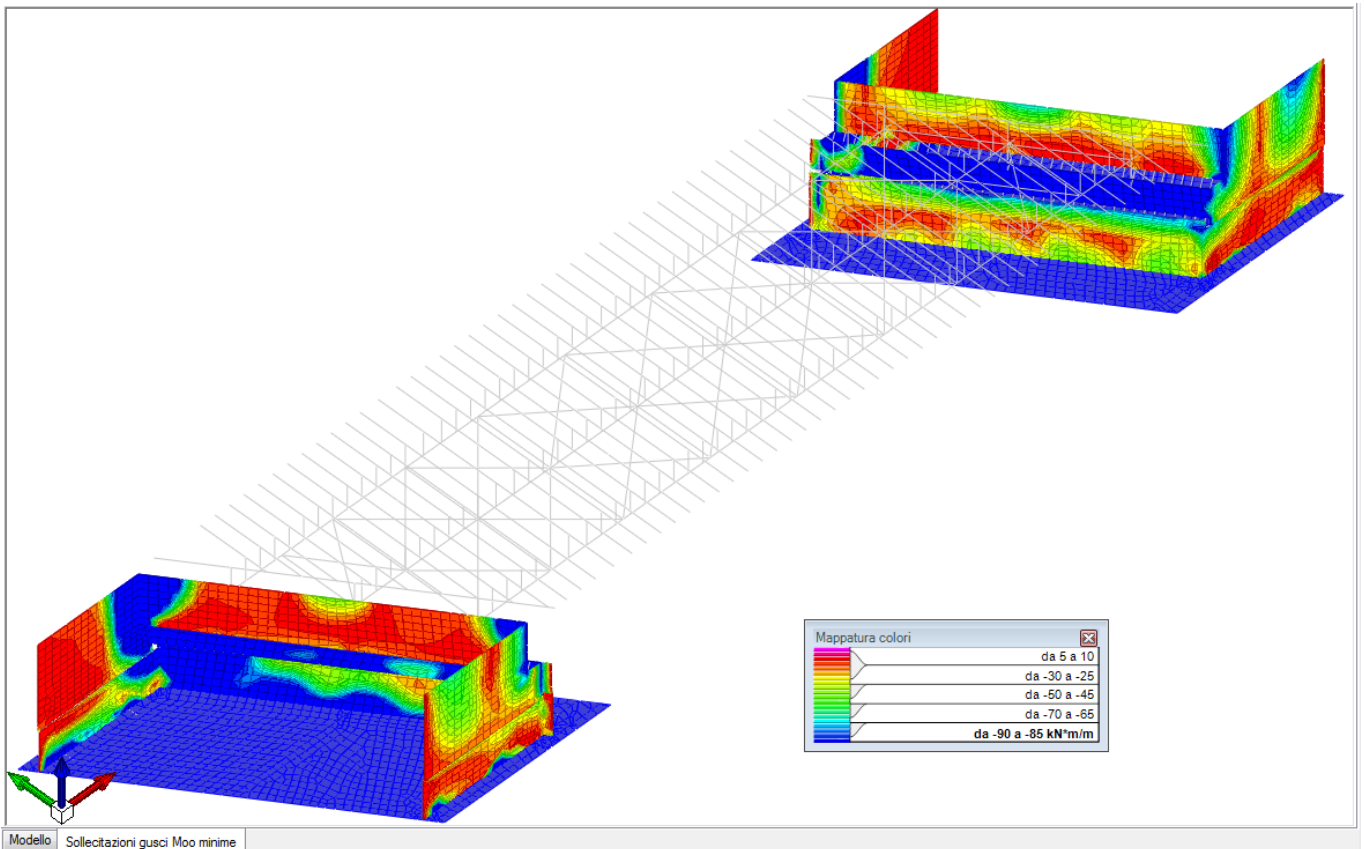 Mappatura colori
da 5 a 10
da -30 a -25
da -50 a -45
da -70 a -65
da -90 a -85 kN*m/m
Modello
Sollecitazioni gusci Moo minime